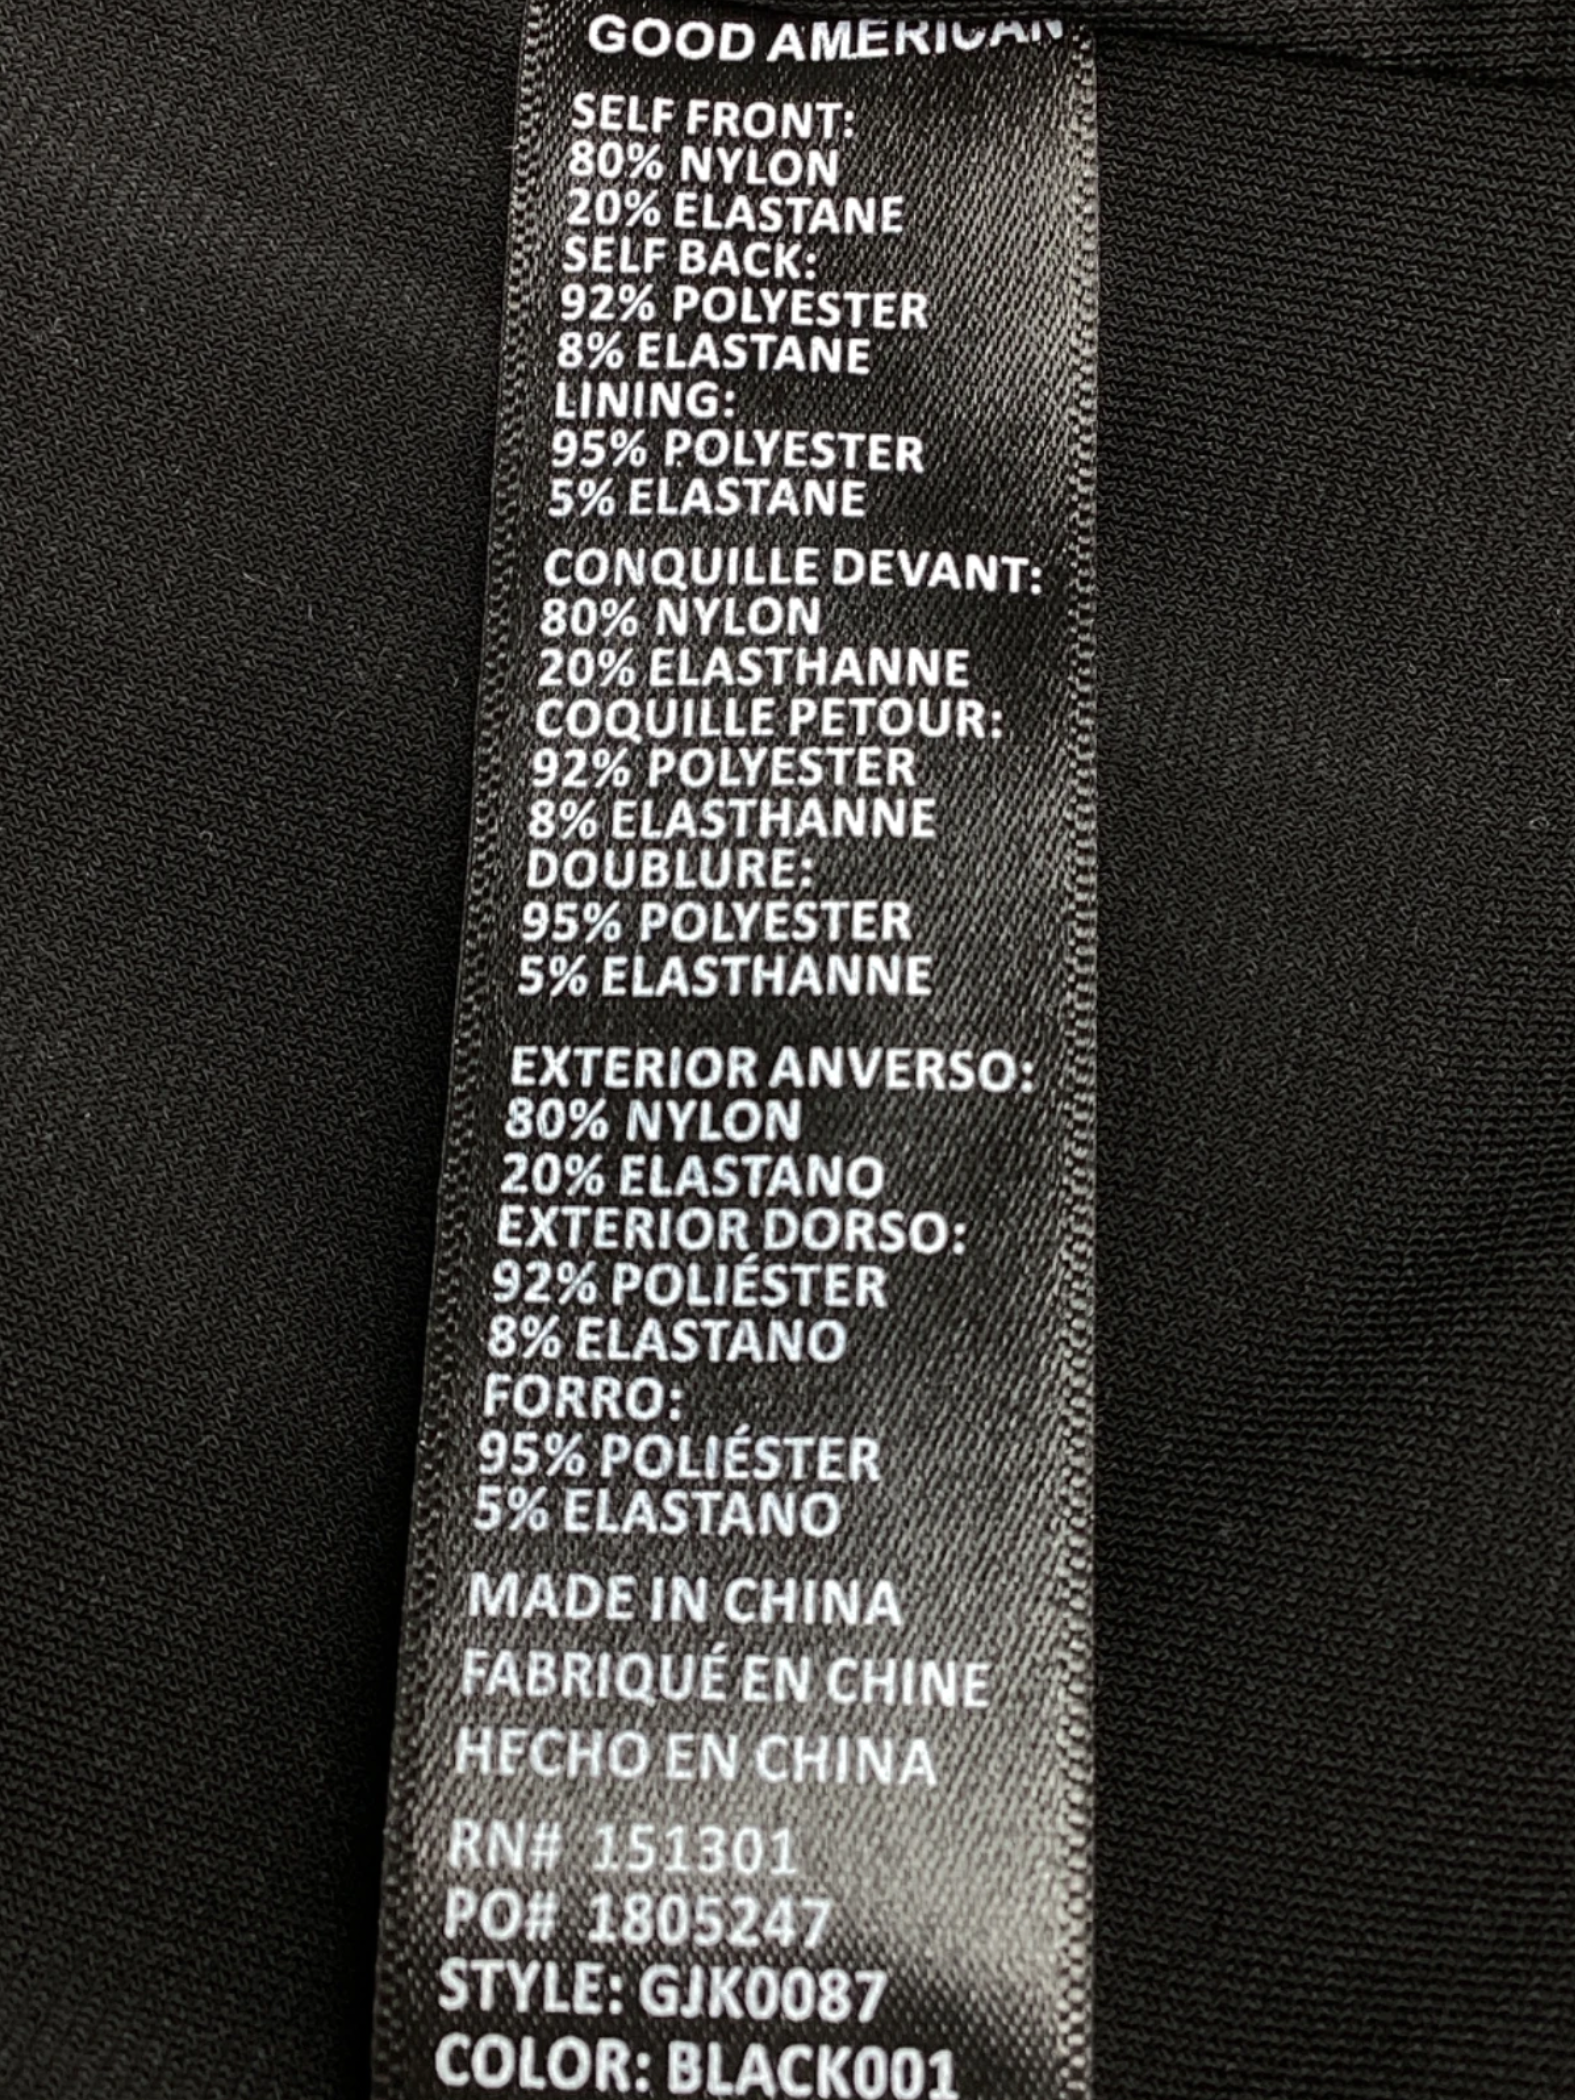 GOOD AMERICAN
SELF FRONT:
80% NYLON
20% ELASTANE
SELF BACK:
92% POLYESTER
8% ELASTANE
LINING:
95% POLYESTER
5% ELASTANE
CONQUILLE DEVANT:
80% NYLON
20% ELASTHANNE
COQUILLE PETOUR:
92% POLYESTER
8% ELASTHANNE
DOUBLURE:
95% POLYESTER
5% ELASTHANNE
EXTERIOR ANVERSO:
80% NYLON
20% ELASTANO
EXTERIOR DORSO:
92% POLIÉSTER
8% ELASTANO
FORRO:
95% POLIÉSTER
5% ELASTANO
MADE IN CHINA
FABRIQUÉ EN CHINE
HECHO EN CHINA
RN# 151301
PO# 1805247
STYLE: GJK0087
COLOR: BLACK001